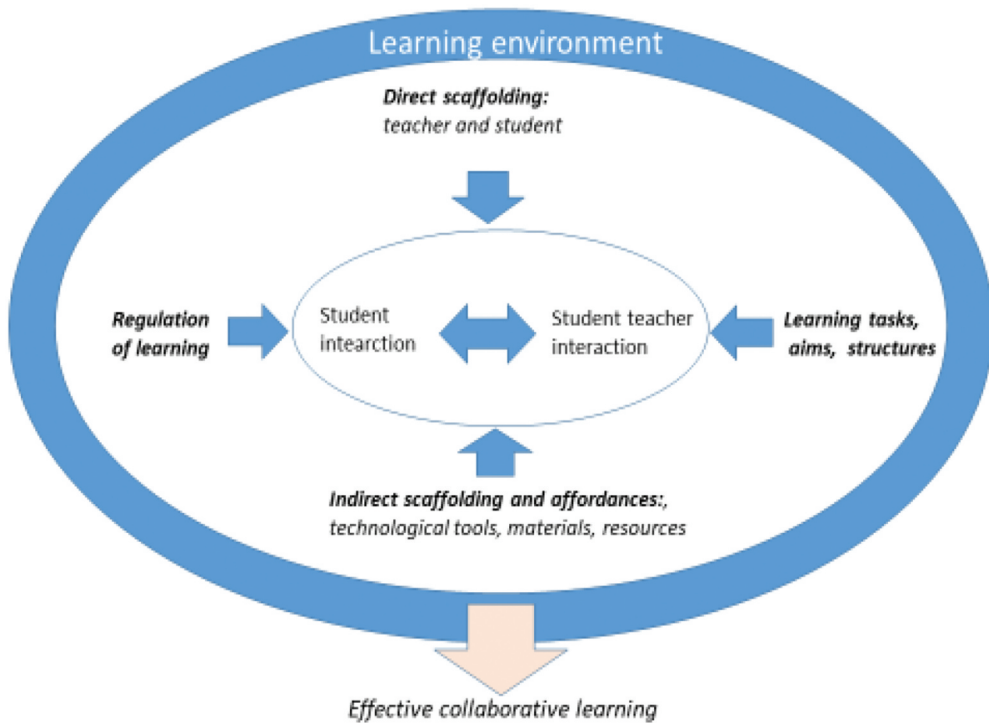 Learning environment
Direct scaffolding:
teacher and student
Regulation
of learning
Student
intearction
Student teacher
interaction
Learning tasks,
aims, structures
Indirect scaffolding and affordances:,
technological tools, materials, resources
Effective collaborative learning